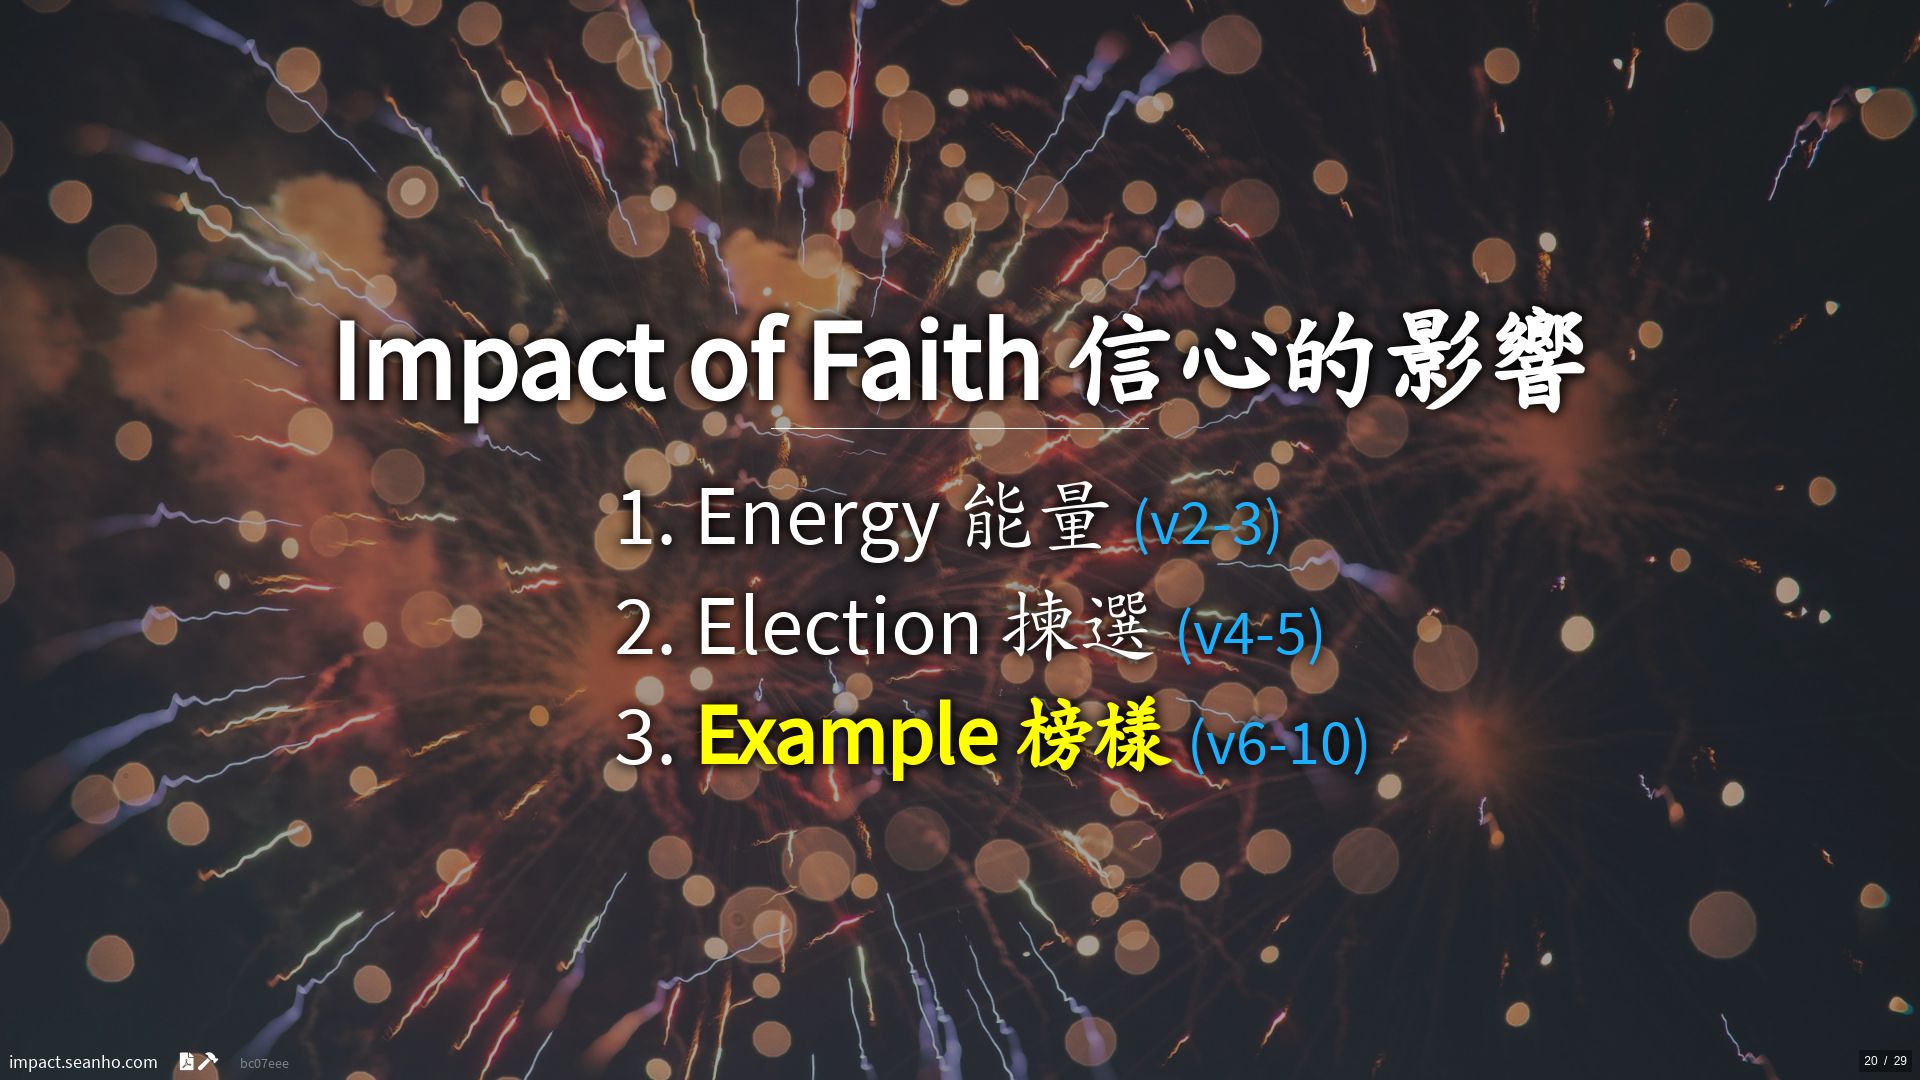 Impact of Faith 信心的影響
1. Energy 能量 (v2-3)
2. Election 揀選 (v4-5)
3. Example 榜樣 (v6-10)
impact.seanho.com bc07eee
20 / 29